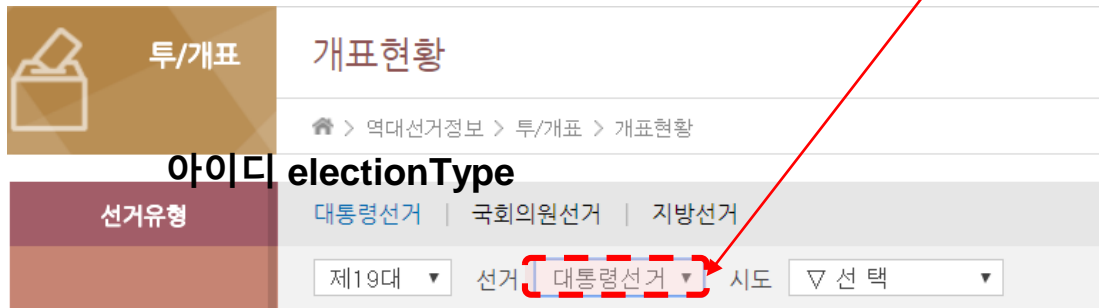 투/개표
개표현황
> 역대선거정보 > 투/개표 > 개표현황
아이디 electionType
선거유형
대통령선거 | 국회의원선거 | 지방선거
제19대 ▼ 선거 대통령선거 ▼ 시도 ▽ 선 택 ▼